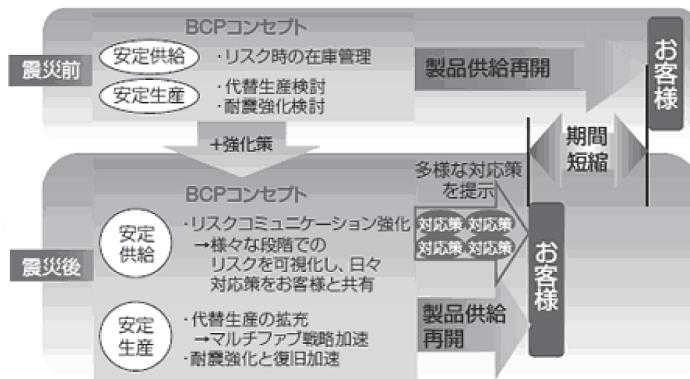 BCPコンセプト
震災前
安定供給
・リスク時の在庫管理
安定生産
・代替生産検討
・耐震強化検討
製品供給再開
お客様
+強化策
期間
短縮
震災後
BCPコンセプト
安定
供給
・リスクコミュニケーション強化
→様々な段階での
リスクを可視化し、日々
対応策をお客様と共有
多様な対応策
を提示
対応策 対応策
対応策 対応策
お客様
安定
生産
・代替生産の拡充
→マルチファブ戦略加速
・耐震強化と復旧加速
製品供給
再開